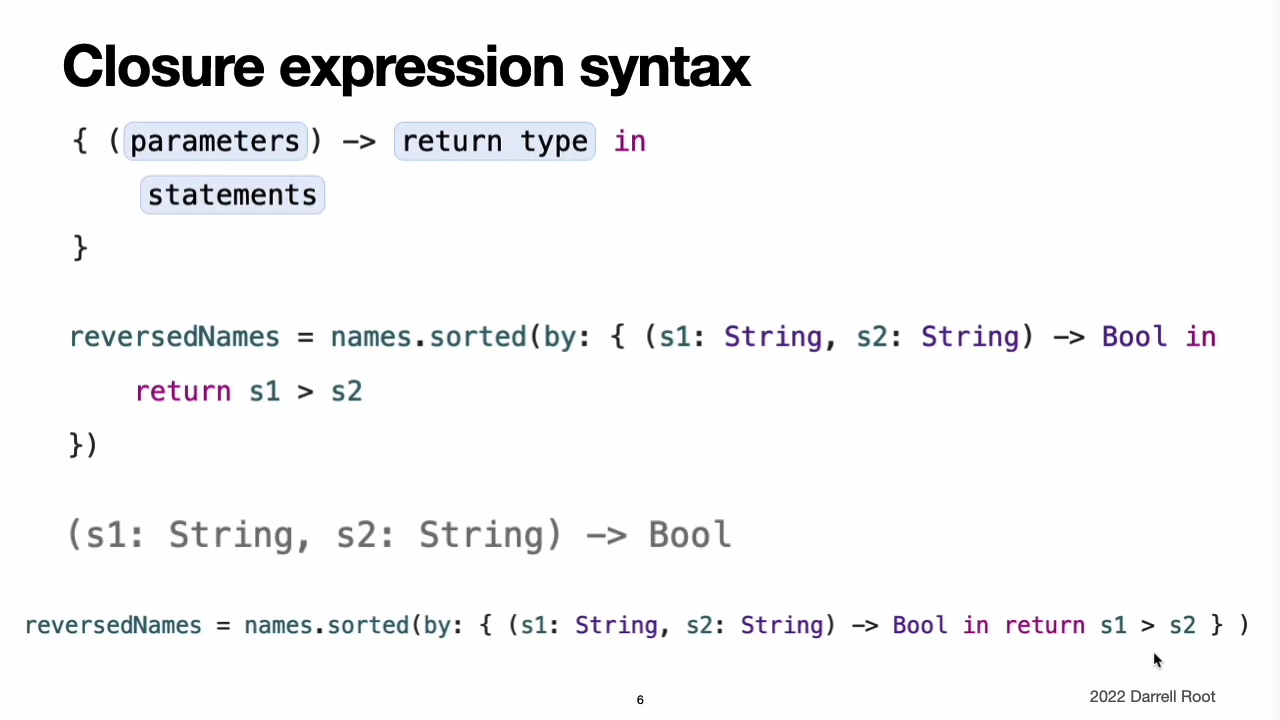 Closure expression syntax
{ (parameters) -> return type in
statements
}
reversedNames = names.sorted(by: { (s1: String, s2: String) -> Bool in
return s1 > s2
})
(s1: String, s2: String) -> Bool
reversedNames = names.sorted(by: { (s1: String, s2: String) -> Bool in return s1 > s2 } )
6
2022 Darrell Root